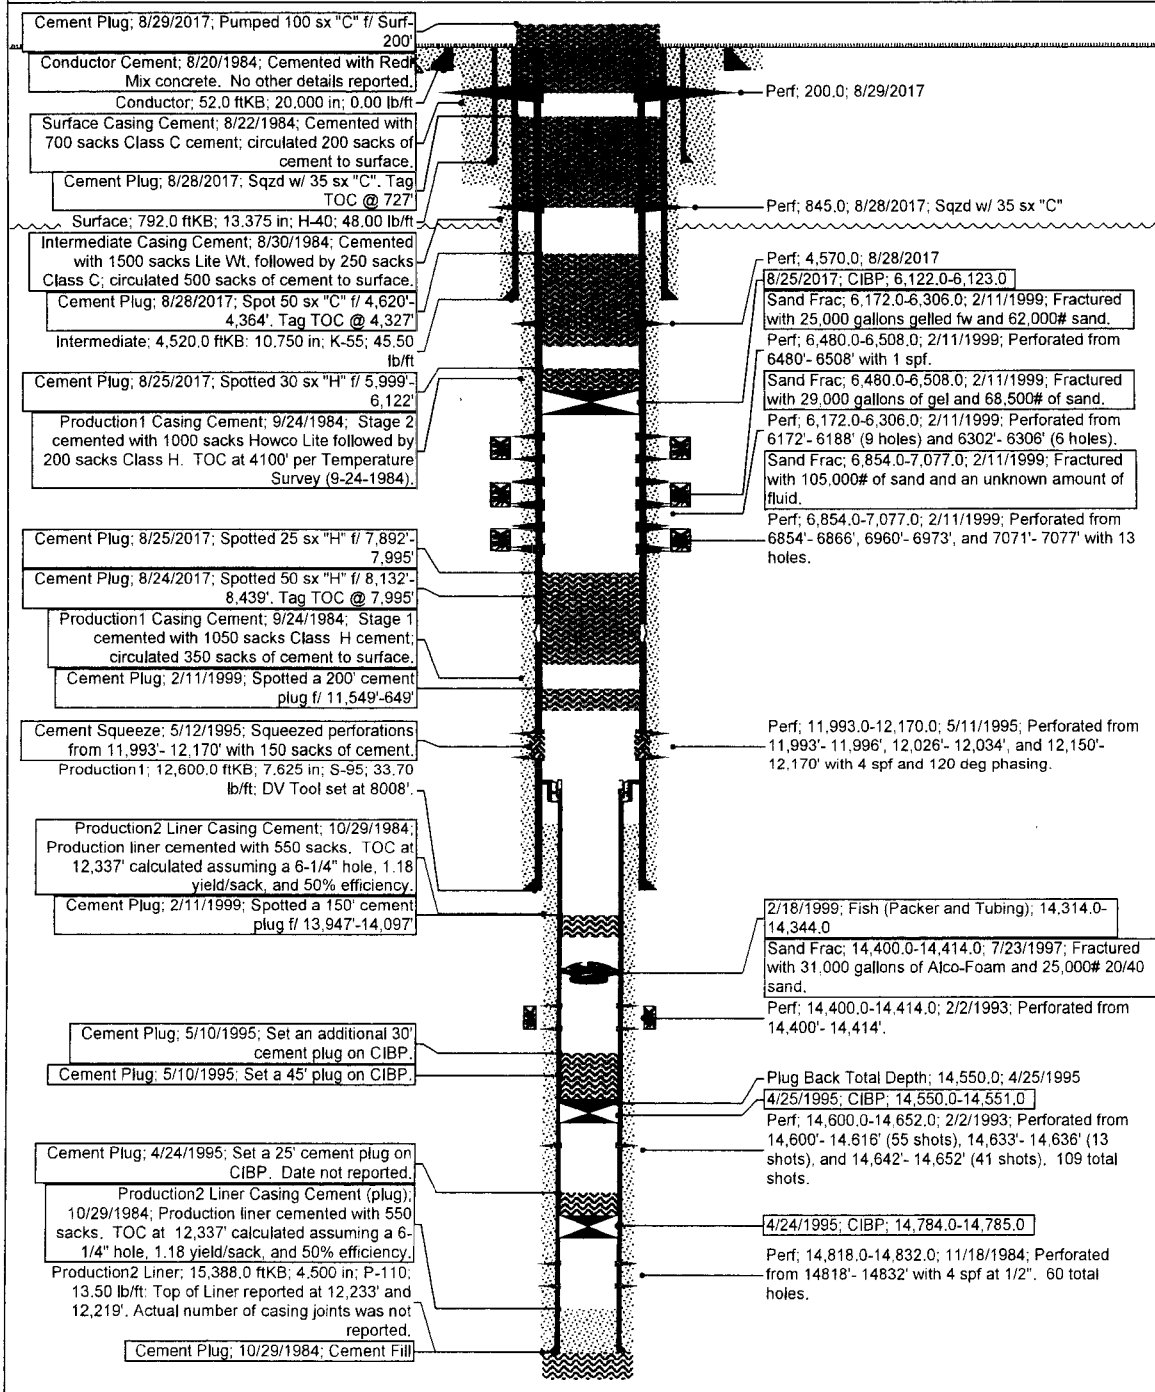 Cement Plug; 8/29/2017; Pumped 100 sx "C" f/ Surf-
200'
Conductor Cement; 8/20/1984; Cemented with Redi
Mix concrete. No other details reported.
Conductor; 52.0 ftKB; 20.000 in; 0.00 lb/ft
Surface Casing Cement; 8/22/1984; Cemented with
700 sacks Class C cement; circulated 200 sacks of
cement to surface.
Cement Plug; 8/28/2017; Sqzd w/ 35 sx "C". Tag
TOC @ 727'
Surface; 792.0 ftKB; 13.375 in; H-40; 48.00 lb/ft
Intermediate Casing Cement; 8/30/1984; Cemented
with 1500 sacks Lite Wt. followed by 250 sacks
Class C; circulated 500 sacks of cement to surface.
Cement Plug; 8/28/2017; Spot 50 sx "C" f/ 4,620'-
4,364'. Tag TOC @ 4,327'
Intermediate; 4,520.0 ftKB; 10.750 in; K-55; 45.50
lb/ft
Cement Plug; 8/25/2017; Spotted 30 sx "H" f/ 5,999'-
6,122'
Production1 Casing Cement; 9/24/1984; Stage 2
cemented with 1000 sacks Howco Lite followed by
200 sacks Class H. TOC at 4100' per Temperature
Survey (9-24-1984).
Cement Plug; 8/25/2017; Spotted 25 sx "H" f/ 7,892'-
7,995'
Cement Plug; 8/24/2017; Spotted 50 sx "H" f/ 8,132'-
8,439'. Tag TOC @ 7,995'
Production1 Casing Cement; 9/24/1984; Stage 1
cemented with 1050 sacks Class H cement;
circulated 350 sacks of cement to surface.
Cement Plug; 2/11/1999; Spotted a 200' cement
plug f/ 11,549'-649'
Cement Squeeze; 5/12/1995; Squeezed perforations
from 11,993'- 12,170' with 150 sacks of cement.
Production1; 12,600.0 ftKB; 7.625 in; S-95; 33.70
lb/ft; DV Tool set at 8008'.
Production2 Liner Casing Cement; 10/29/1984;
Production liner cemented with 550 sacks. TOC at
12,337' calculated assuming a 6-1/4" hole, 1.18
yield/sack, and 50% efficiency.
Cement Plug; 2/11/1999; Spotted a 150' cement
plug f/ 13,947'-14,097'
Cement Plug; 5/10/1995; Set an additional 30'
cement plug on CIBP.
Cement Plug; 5/10/1995; Set a 45' plug on CIBP.
Cement Plug; 4/24/1995; Set a 25' cement plug on
CIBP. Date not reported.
Production2 Liner Casing Cement (plug);
10/29/1984; Production liner cemented with 550
sacks. TOC at 12,337' calculated assuming a 6-
1/4" hole, 1.18 yield/sack, and 50% efficiency.
Production2 Liner; 15,388.0 ftKB; 4.500 in; P-110;
13.50 lb/ft; Top of Liner reported at 12,233' and
12,219'. Actual number of casing joints was not
reported.
Cement Plug; 10/29/1984; Cement Fill
Perf; 200.0; 8/29/2017
Perf; 845.0; 8/28/2017; Sqzd w/ 35 sx "C"
Perf; 4,570.0; 8/28/2017
8/25/2017; CIBP; 6,122.0-6,123.0
Sand Frac; 6,172.0-6,306.0; 2/11/1999; Fractured
with 25,000 gallons gelled fw and 62,000# sand.
Perf; 6,480.0-6,508.0; 2/11/1999; Perforated from
6480'- 6508' with 1 spf.
Sand Frac; 6,480.0-6,508.0; 2/11/1999; Fractured
with 29,000 gallons of gel and 68,500# of sand.
Perf; 6,172.0-6,306.0; 2/11/1999; Perforated from
6172'- 6188' (9 holes) and 6302'- 6306' (6 holes).
Sand Frac; 6,854.0-7,077.0; 2/11/1999; Fractured
with 105,000# of sand and an unknown amount of
fluid.
Perf; 6,854.0-7,077.0; 2/11/1999; Perforated from
6854'- 6866', 6960'- 6973', and 7071'- 7077' with 13
holes.
Perf; 11,993.0-12,170.0; 5/11/1995; Perforated from
11,993'- 11,996', 12,026'- 12,034', and 12,150'-
12,170' with 4 spf and 120 deg phasing.
2/18/1999; Fish (Packer and Tubing); 14,314.0-
14,344.0
Sand Frac; 14,400.0-14,414.0; 7/23/1997; Fractured
with 31,000 gallons of Alco-Foam and 25,000# 20/40
sand.
Perf; 14,400.0-14,414.0; 2/2/1993; Perforated from
14,400'- 14,414'.
Plug Back Total Depth; 14,550.0; 4/25/1995
4/25/1995; CIBP; 14,550.0-14,551.0
Perf; 14,600.0-14,652.0; 2/2/1993; Perforated from
14,600'- 14.616' (55 shots), 14,633'- 14,636' (13
shots), and 14,642'- 14,652' (41 shots). 109 total
shots.
4/24/1995; CIBP; 14,784.0-14,785.0
Perf; 14,818.0-14,832.0; 11/18/1984; Perforated
from 14818'- 14832' with 4 spf at 1/2". 60 total
holes.